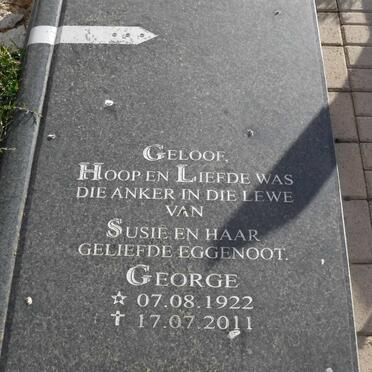 GELOOF,
HOOP EN LIEFDE WAS
DIE ANKER IN DIE LEWE
VAN
SUSIE EN HAAR
GELIEFDE EGGENOOT.
GEORGE
☆ 07.08.1922
✝ 17.07.2011